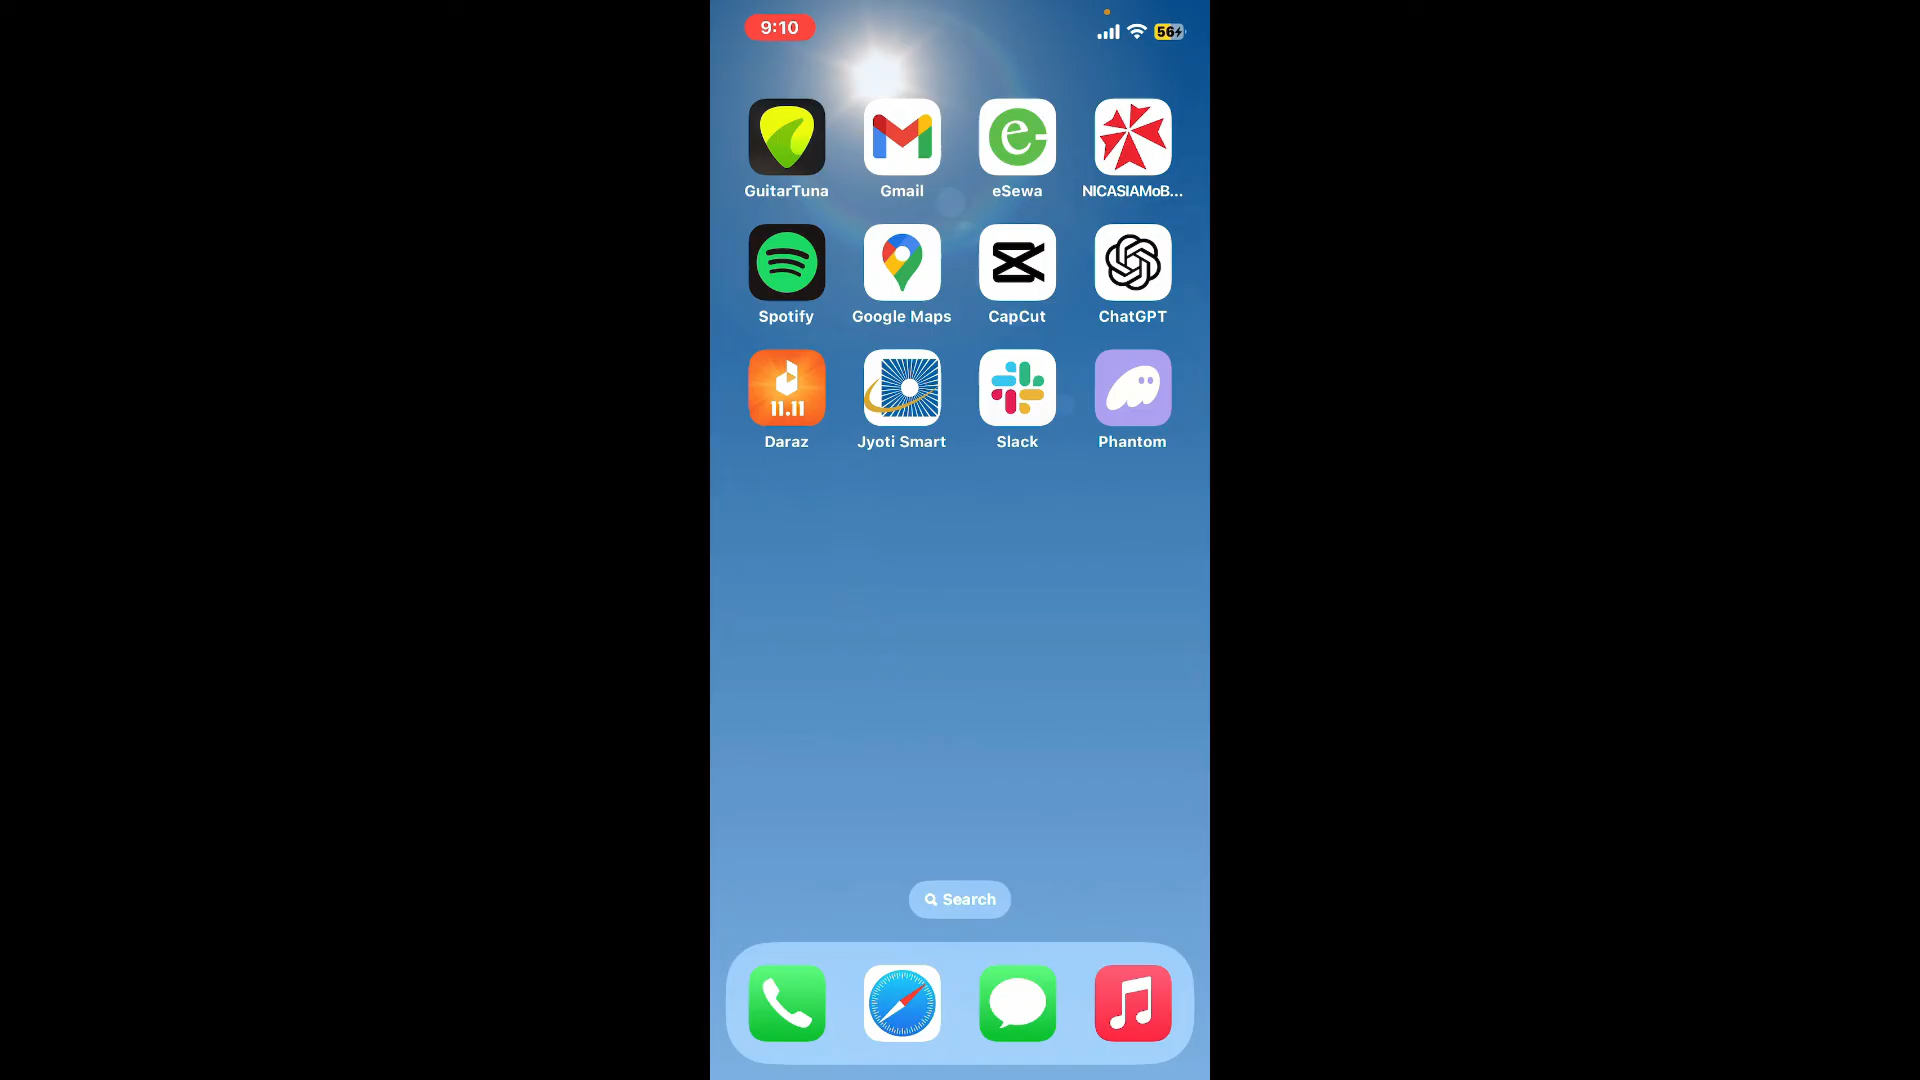 9:10
56
GuitarTuna Gmail eSewa NICASIAMoB...
11.11
Spotify Google Maps CapCut ChatGPT
Daraz Jyoti Smart Slack Phantom
Search